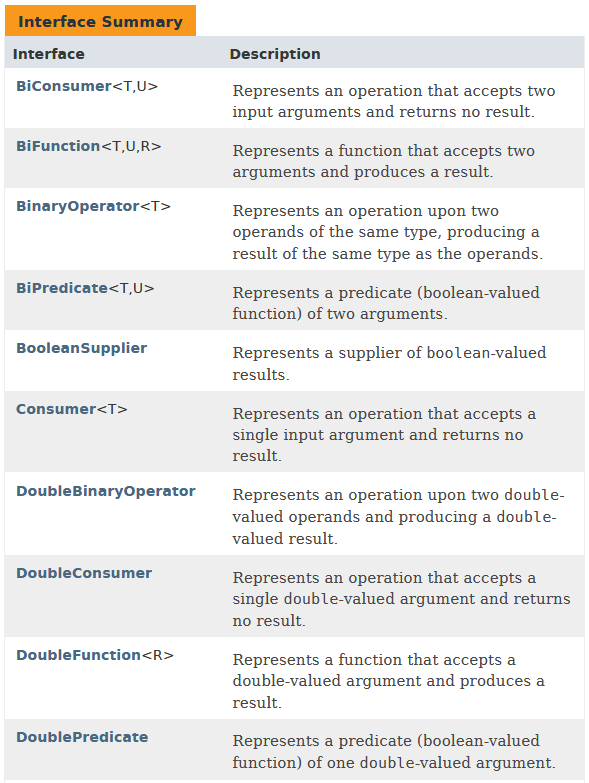 Interface Summary
Interface Description
BiConsumer<T,U> Represents an operation that accepts two
input arguments and returns no result.
BiFunction<T,U,R> Represents a function that accepts two
arguments and produces a result.
BinaryOperator<T> Represents an operation upon two
operands of the same type, producing a
result of the same type as the operands.
BiPredicate<T,U> Represents a predicate (boolean-valued
function) of two arguments.
BooleanSupplier Represents a supplier of boolean-valued
results.
Consumer<T> Represents an operation that accepts a
single input argument and returns no
result.
DoubleBinaryOperator Represents an operation upon two double-
valued operands and producing a double-
valued result.
DoubleConsumer Represents an operation that accepts a
single double-valued argument and returns
no result.
DoubleFunction<R> Represents a function that accepts a
double-valued argument and produces a
result.
DoublePredicate Represents a predicate (boolean-valued
function) of one double-valued argument.